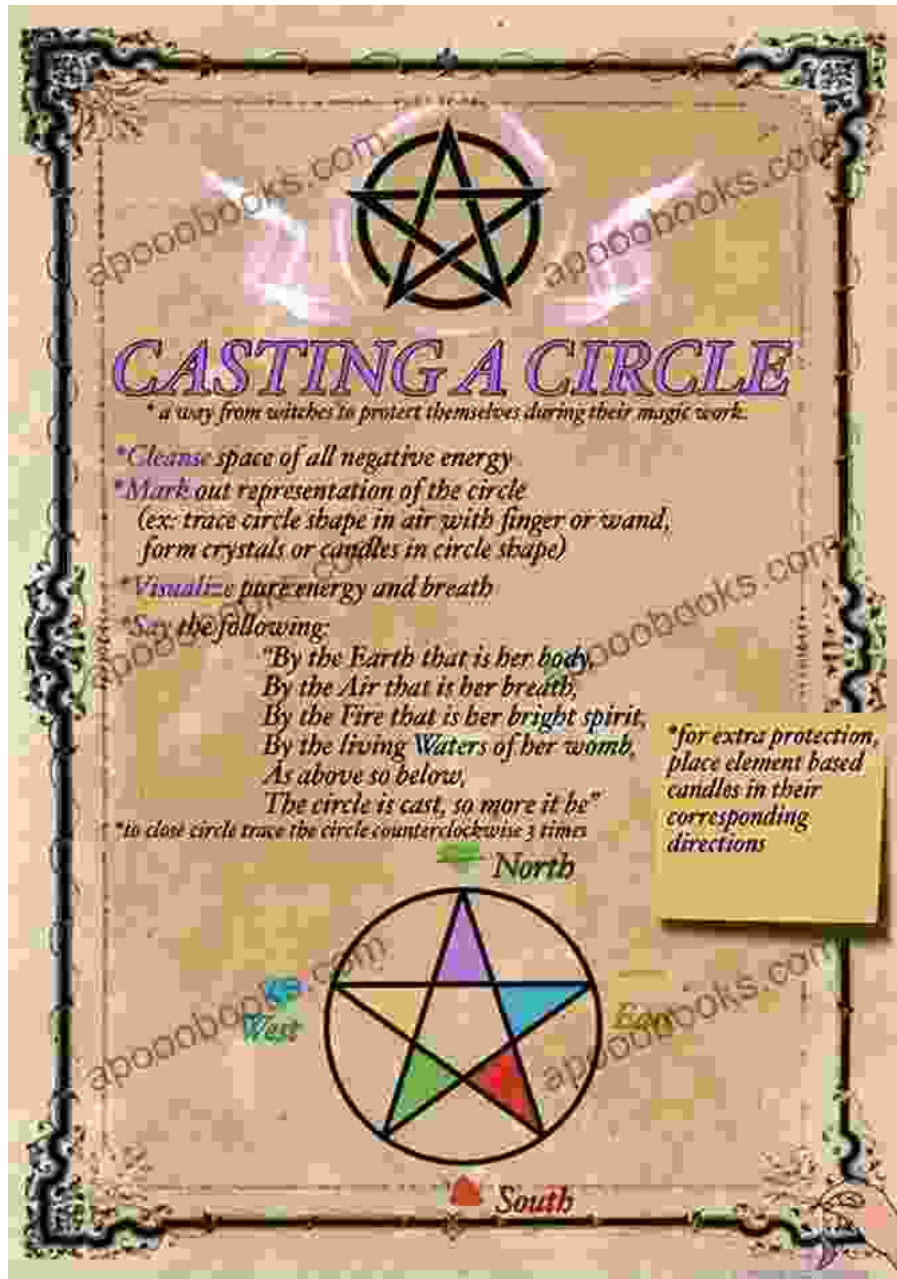 CASTING A CIRCLE
* a way from witches to protect themselves during their magic work.
*Cleanse space of all negative energy
*Mark out representation of the circle
(ex: trace circle shape in air with finger or wand,
form crystals or candles in circle shape)
*Visualize pure energy and breath
*Say the following:
"By the Earth that is her body,
By the Air that is her breath,
By the Fire that is her bright spirit,
By the living Waters of her womb,
As above so below,
The circle is cast, so more it be"
*to close circle trace the circle counterclockwise 3 times
*for extra protection,
place element based
candles in their
corresponding
directions
North
West
East
South
apooobooks.com
apooobooks.com
apooobooks.com
apooobooks.com
apooobooks.com
apooobooks.com